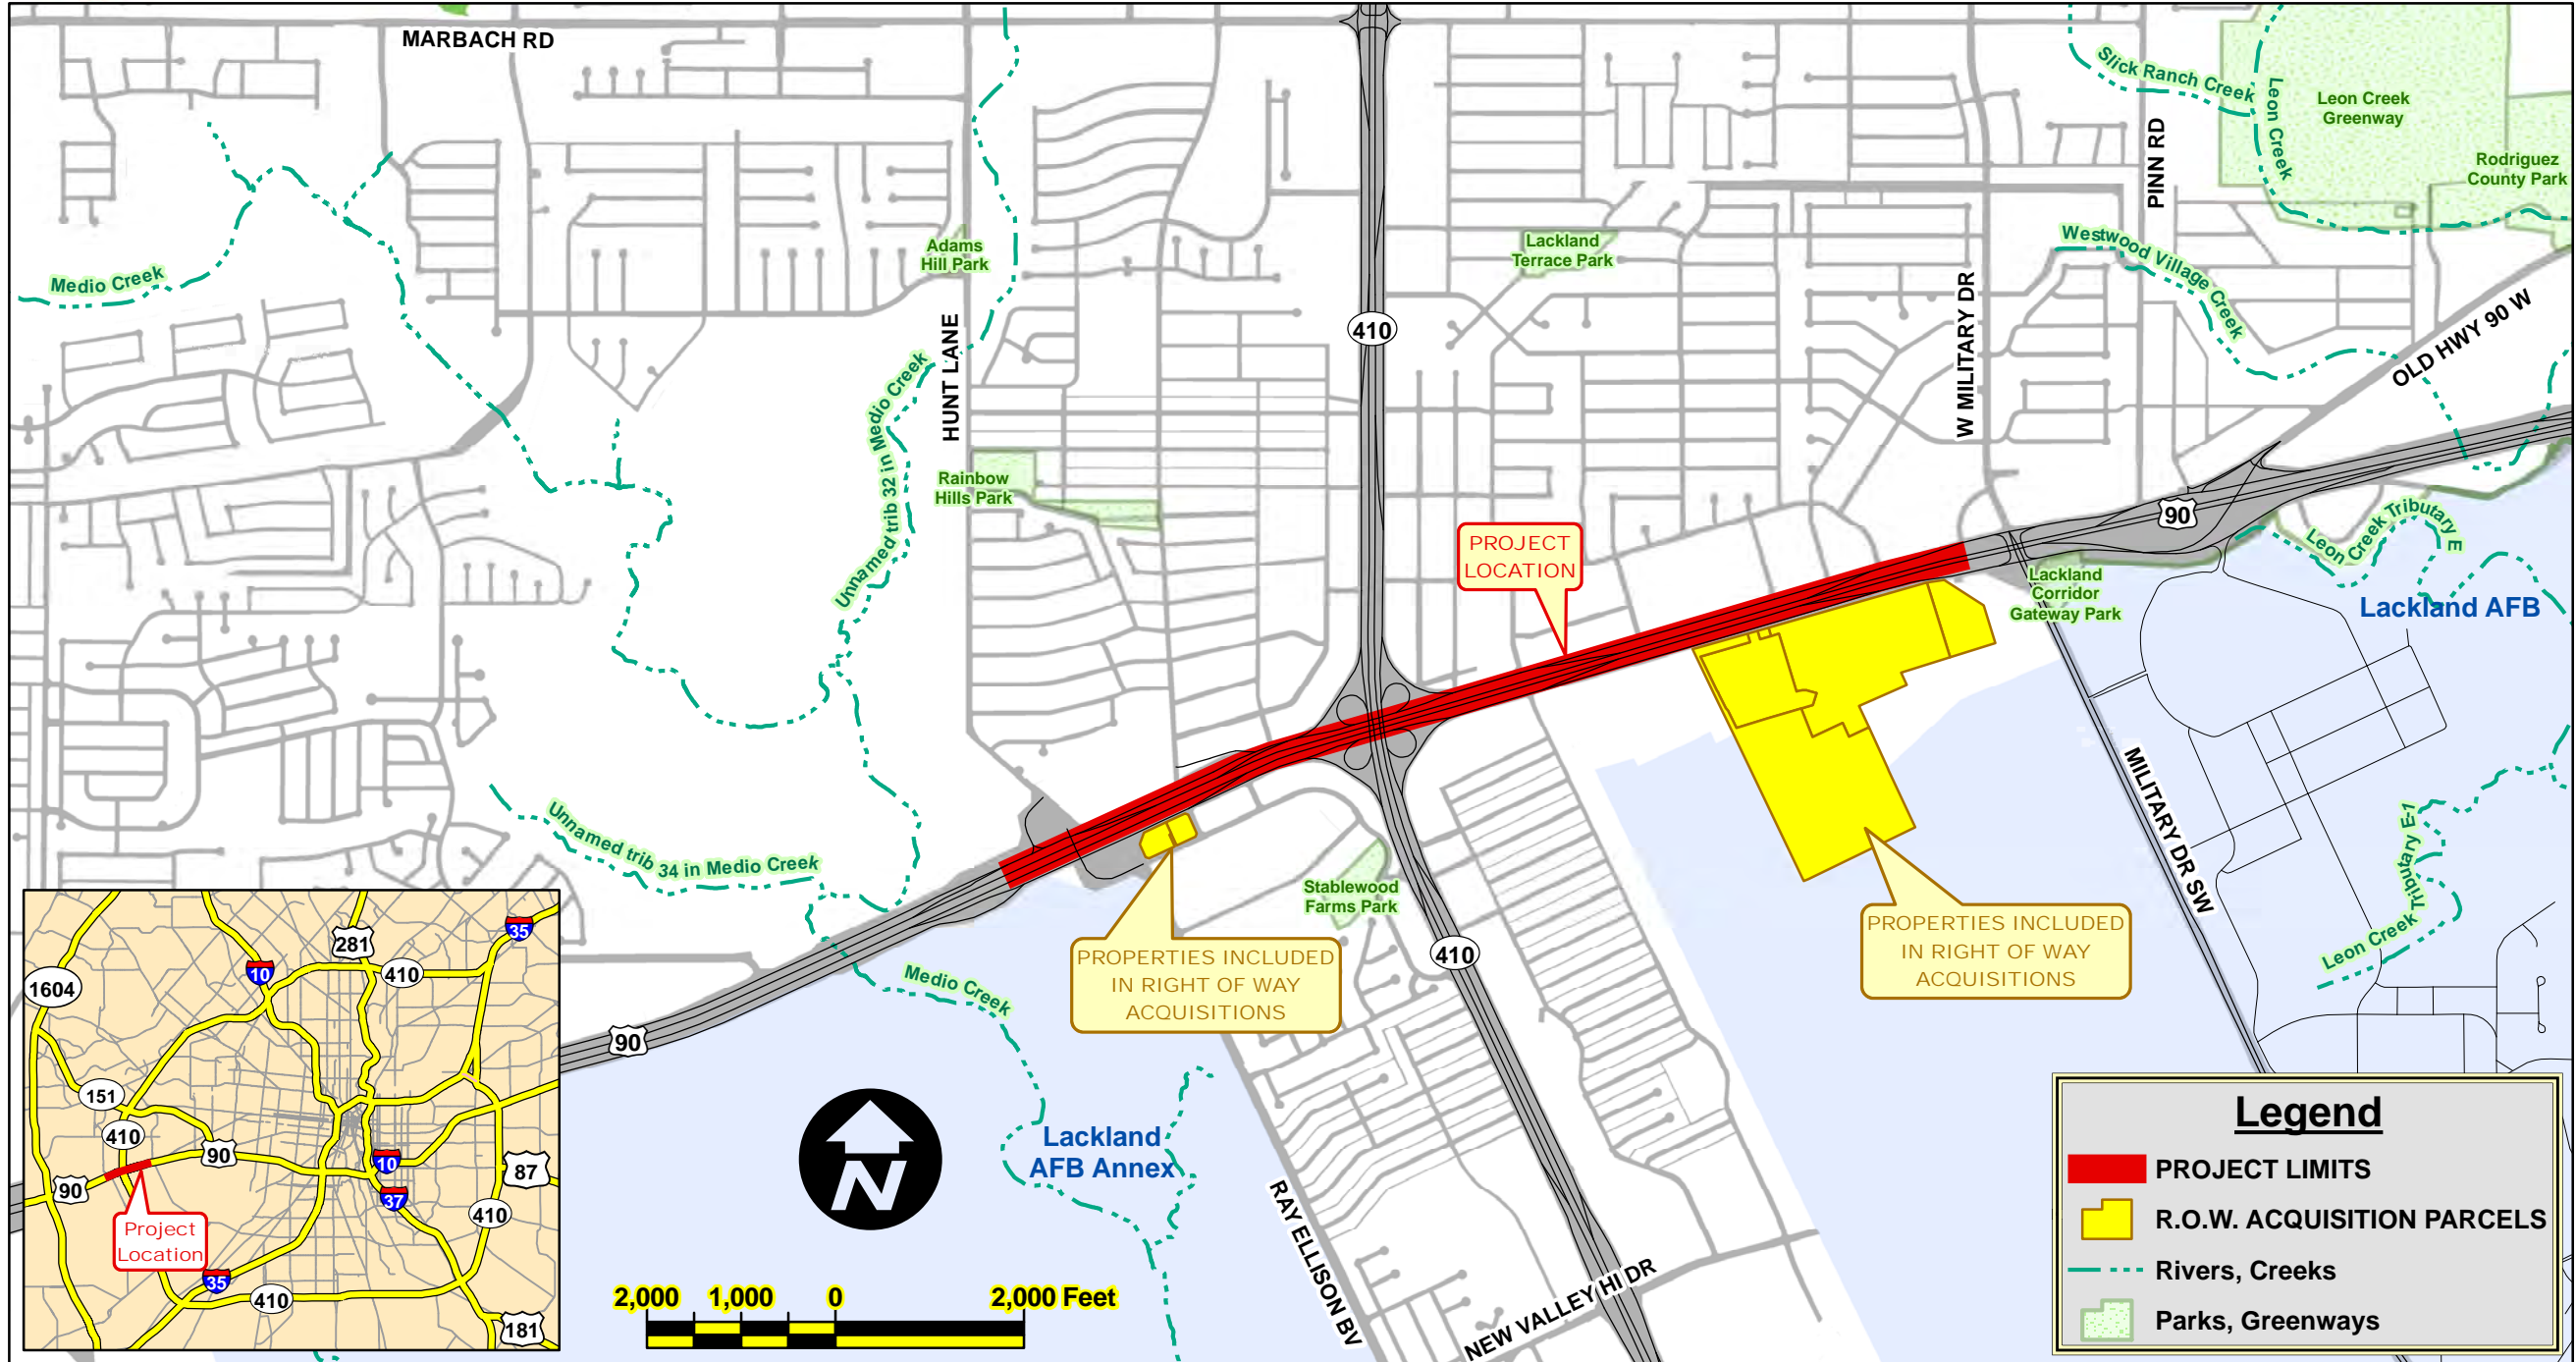 MARBACH RD
Slick Ranch Creek
Leon Creek
Leon Creek
Greenway
Rodriguez
County Park
PINN RD
Medio Creek
Adams
Hill Park
Lackland
Terrace Park
Westwood Village Creek
HUNT LANE
410
W MILITARY DR
OLD HWY 90 W
Unnamed trib 32 in Medio Creek
Rainbow
Hills Park
PROJECT
LOCATION
90
Leon Creek Tributary E
Lackland
Corridor
Gateway Park
Lackland AFB
MILITARY DR SW
Unnamed trib 34 in Medio Creek
Stablewood
Farms Park
Leon Creek Tributary E-1
PROPERTIES INCLUDED
IN RIGHT OF WAY
ACQUISITIONS
PROPERTIES INCLUDED
IN RIGHT OF WAY
ACQUISITIONS
410
Medio Creek
90
Lackland
AFB Annex
RAY ELLISON BV
NEW VALLEY HI DR
2,000 1,000 0 2,000 Feet
N
281
35
10
410
1604
151
410
90
90
10
87
37
410
Project
Location
35
410
181
Legend
PROJECT LIMITS
R.O.W. ACQUISITION PARCELS
Rivers, Creeks
Parks, Greenways